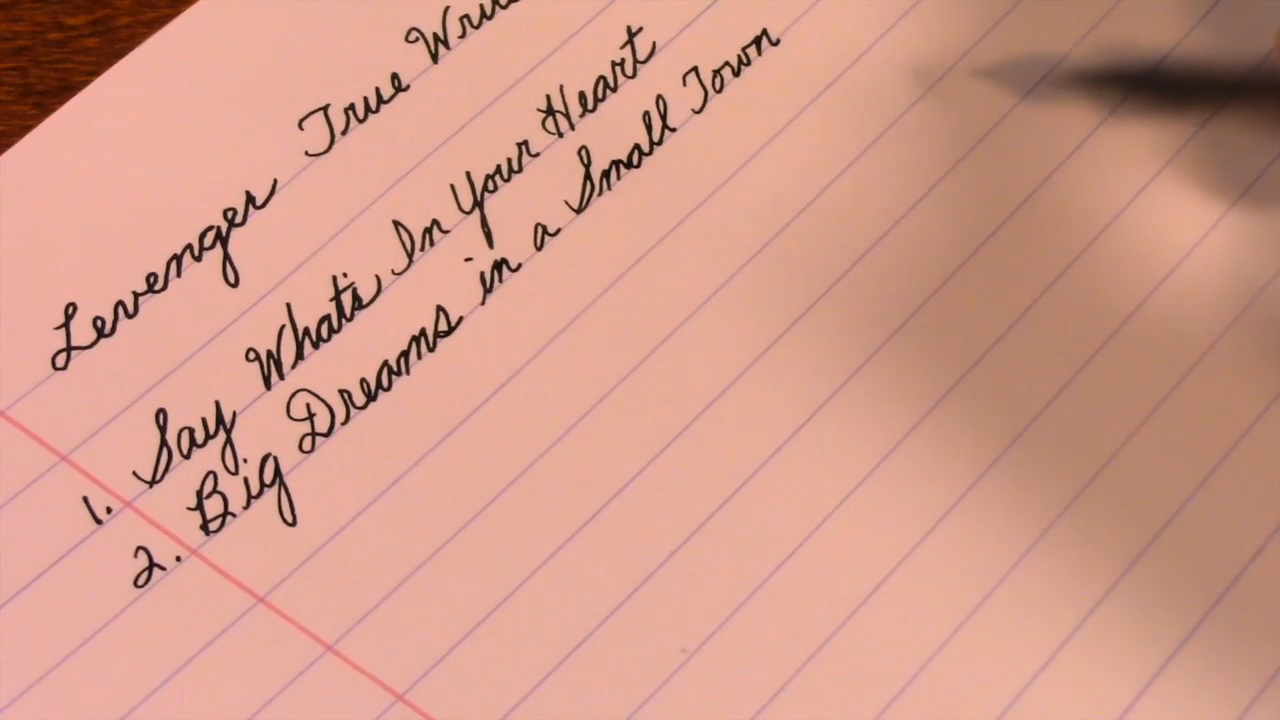 Levenger True
1. Say What's In Your Heart
2. Big Dreams in a Small Town